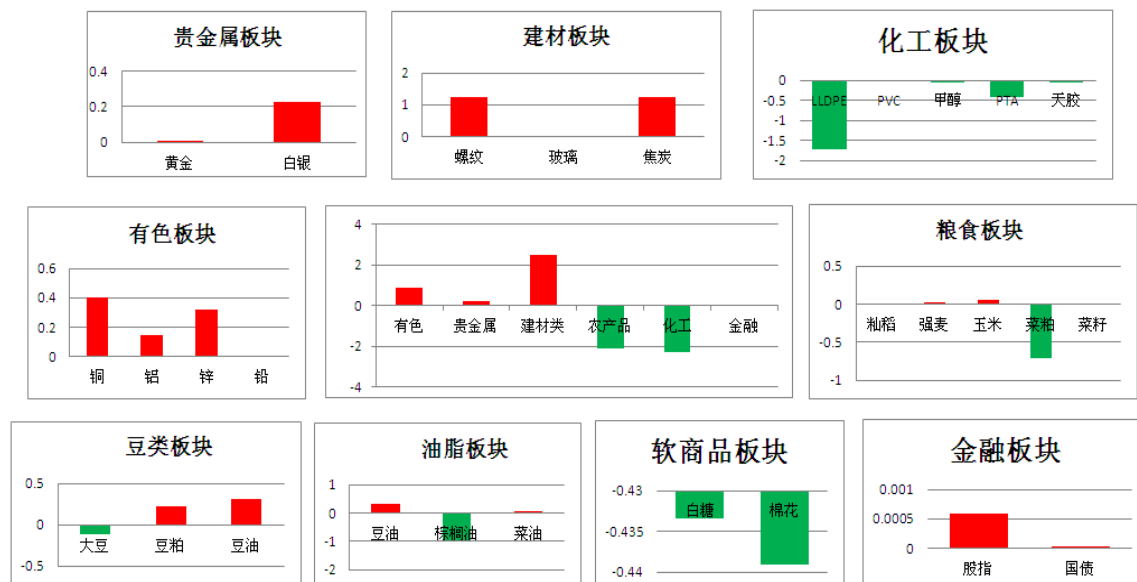 贵金属板块
0.4
0.2
0
黄金 白银
建材板块
2
1
0
螺纹 玻璃 焦炭
化工板块
0
-0.5
-1
-1.5
-2
LLDPE PVC 甲醇 PTA 天胶
有色板块
0.6
0.4
0.2
0
铜 铝 锌 铅
4
2
0
-2
-4
有色 贵金属 建材类 农产品 化工 金融
粮食板块
0.5
0
-0.5
-1
籼稻 强麦 玉米 菜粕 菜籽
豆类板块
0.5
0
-0.5
大豆 豆粕 豆油
油脂板块
1
0
-1
-2
豆油 棕榈油 菜油
软商品板块
-0.43
-0.435
-0.44
白糖 棉花
金融板块
0.001
0.0005
0
股指 国债